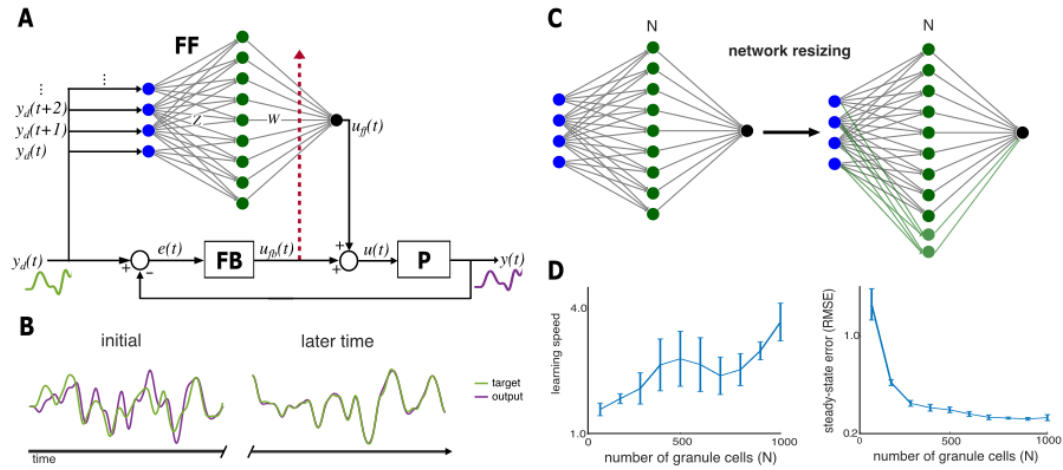 A
FF
⋮
...
y_d(t+2)
y_d(t+1)
y_d(t)
Z
W
u_ff(t)
y_d(t)
+
−
e(t)
FB
u_fb(t)
+
+
u(t)
P
y(t)
B
initial
later time
target
output
time
C
N
network resizing
N
D
learning speed
4.0
1.0
0
500
1000
number of granule cells (N)
steady-state error (RMSE)
1.0
0.2
0
500
1000
number of granule cells (N)